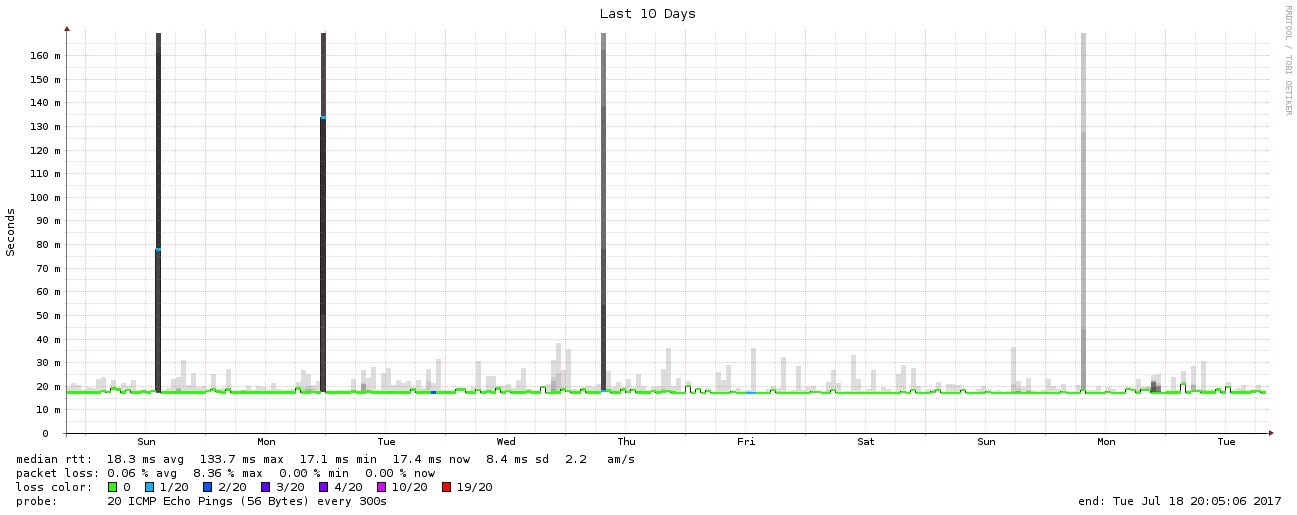 Last 10 Days
RRDTOOL / TOBI OETIKER
Seconds
160 m
150 m
140 m
130 m
120 m
110 m
100 m
90 m
80 m
70 m
60 m
50 m
40 m
30 m
20 m
10 m
0
Sun Mon Tue Wed Thu Fri Sat Sun Mon Tue
median rtt: 18.3 ms avg 133.7 ms max 17.1 ms min 17.4 ms now 8.4 ms sd 2.2 am/s
packet loss: 0.06 % avg 8.36 % max 0.00 % min 0.00 % now
loss color: 0 1/20 2/20 3/20 4/20 10/20 19/20
probe: 20 ICMP Echo Pings (56 Bytes) every 300s end: Tue Jul 18 20:05:06 2017